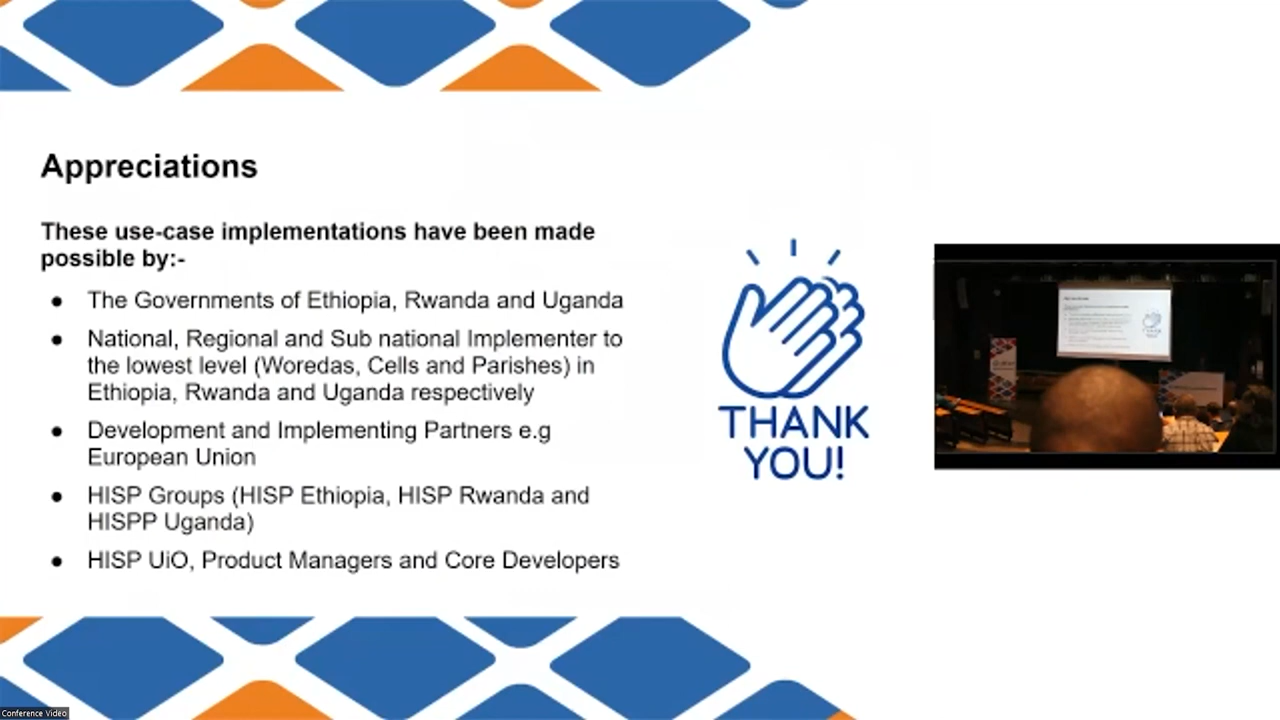 Appreciations
These use-case implementations have been made
possible by:-
● The Governments of Ethiopia, Rwanda and Uganda
● National, Regional and Sub national Implementer to
the lowest level (Woredas, Cells and Parishes) in
Ethiopia, Rwanda and Uganda respectively
● Development and Implementing Partners e.g
European Union
● HISP Groups (HISP Ethiopia, HISP Rwanda and
HISPP Uganda)
● HISP UiO, Product Managers and Core Developers
THANK
YOU!
Conference Video